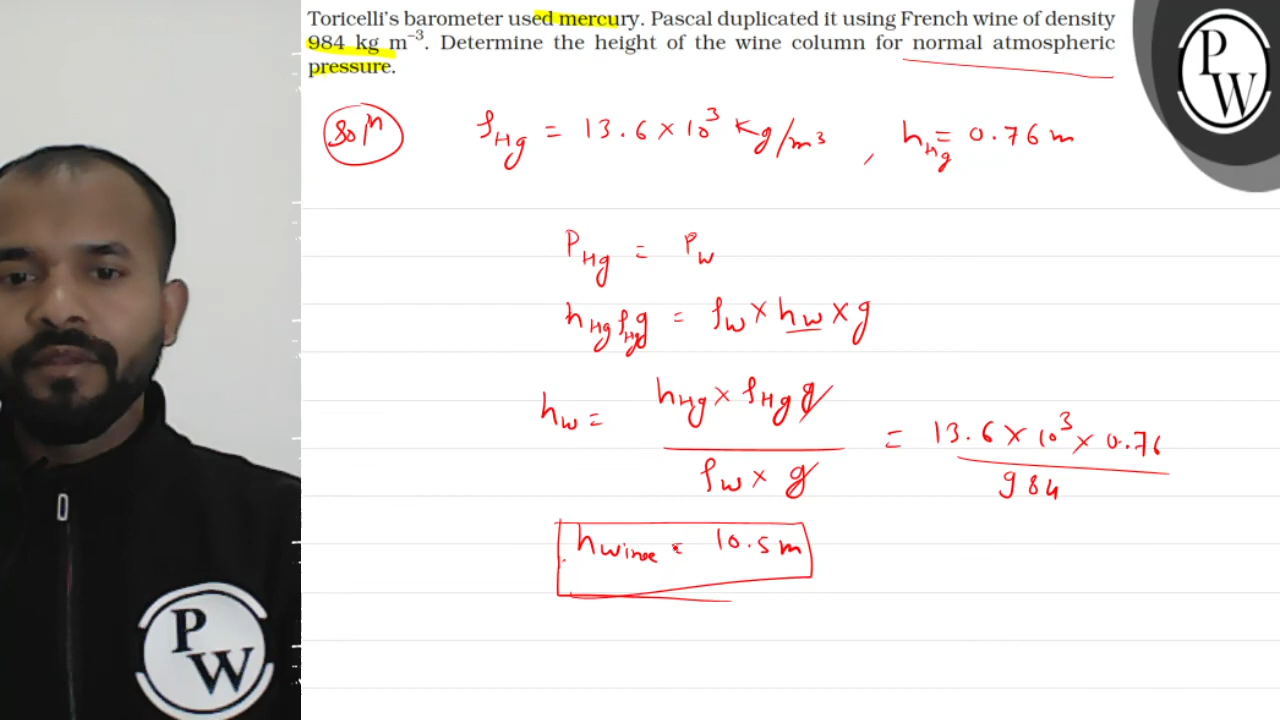 Toricelli's barometer used mercury. Pascal duplicated it using French wine of density
984 kg m⁻³. Determine the height of the wine column for normal atmospheric
pressure.
P
W
Solⁿ
ρHg = 13.6 × 10³ Kg/m³ , hHg = 0.76 m
PHg = Pw
hHg ρHg g = ρw × hw × g
hw = hHg × ρHg g / ρw × g = 13.6 × 10³ × 0.76 / 984
hwine = 10.5 m
P
W